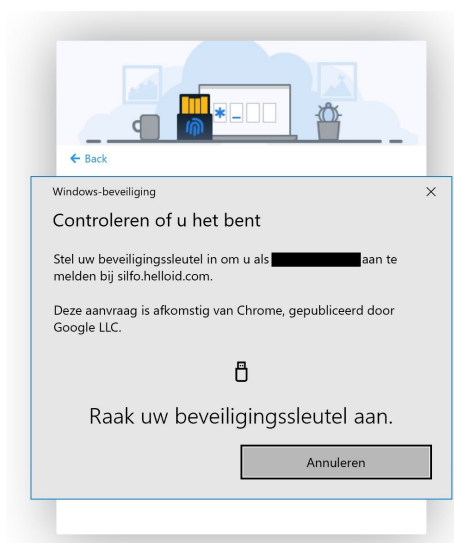 ← Back
Windows-beveiliging
Controleren of u het bent
Stel uw beveiligingssleutel in om u als aan te
melden bij silfo.helloid.com.
Deze aanvraag is afkomstig van Chrome, gepubliceerd door
Google LLC.
Raak uw beveiligingssleutel aan.
Annuleren